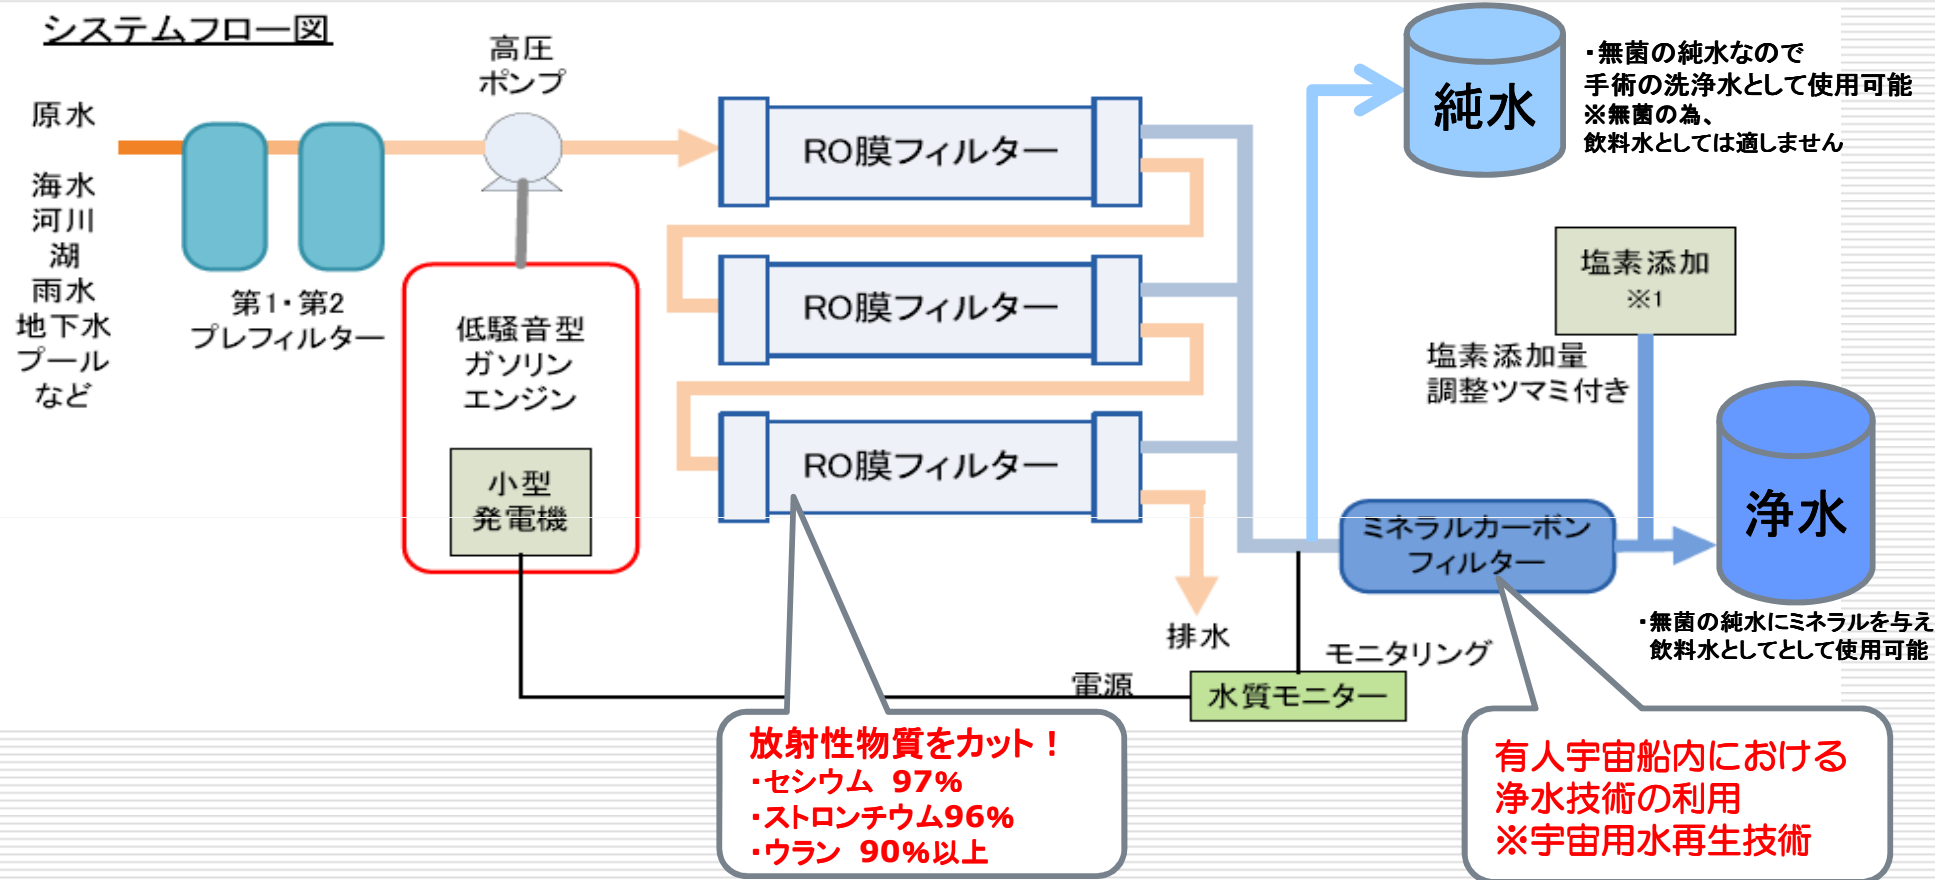 システムフロー図
高圧
ポンプ
原水
海水
河川
湖
雨水
地下水
プール
など
第1・第2
プレフィルター
低騒音型
ガソリン
エンジン
小型
発電機
RO膜フィルター
RO膜フィルター
RO膜フィルター
純水
・無菌の純水なので
手術の洗浄水として使用可能
※無菌の為、
飲料水としては適しません
塩素添加
※1
塩素添加量
調整ツマミ付き
浄水
ミネラルカーボン
フィルター
・無菌の純水にミネラルを与え
飲料水としてとして使用可能
排水
モニタリング
電源
水質モニター
放射性物質をカット！
・セシウム 97%
・ストロンチウム96%
・ウラン 90%以上
有人宇宙船内における
浄水技術の利用
※宇宙用水再生技術